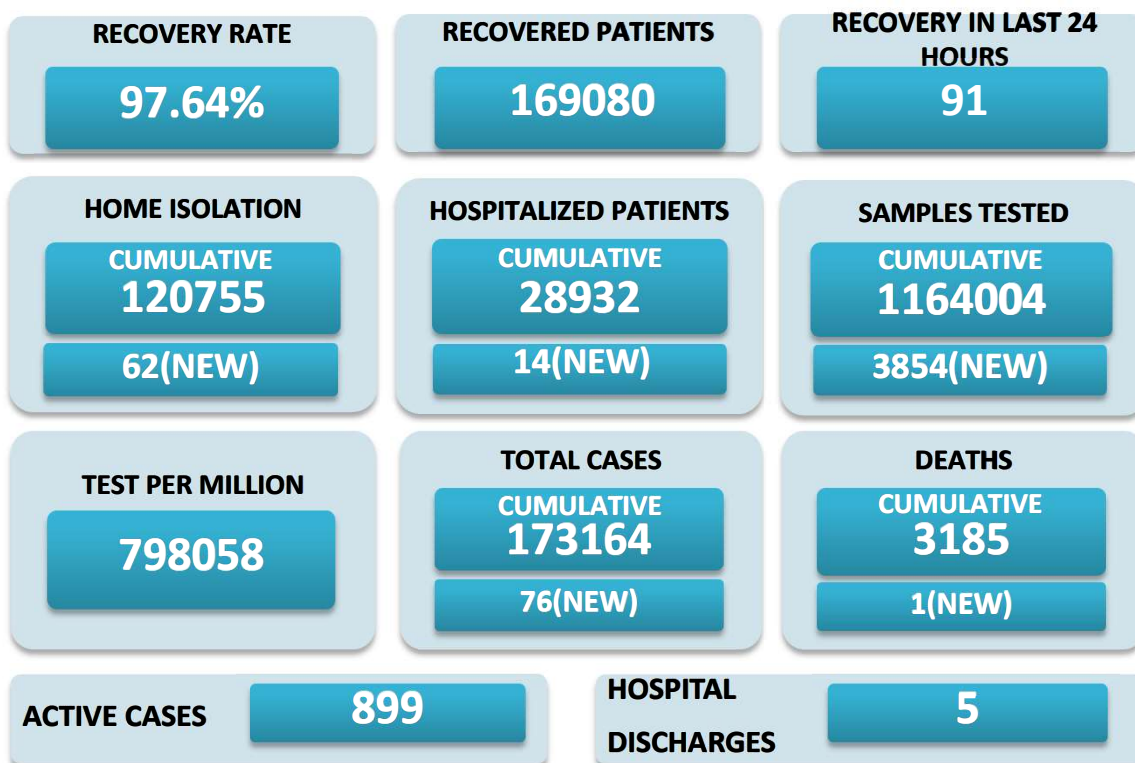 RECOVERY RATE
97.64%
RECOVERED PATIENTS
169080
RECOVERY IN LAST 24
HOURS
91
HOME ISOLATION
CUMULATIVE
120755
62(NEW)
HOSPITALIZED PATIENTS
CUMULATIVE
28932
14(NEW)
SAMPLES TESTED
CUMULATIVE
1164004
3854(NEW)
TEST PER MILLION
798058
TOTAL CASES
CUMULATIVE
173164
76(NEW)
DEATHS
CUMULATIVE
3185
1(NEW)
ACTIVE CASES
899
HOSPITAL
DISCHARGES
5